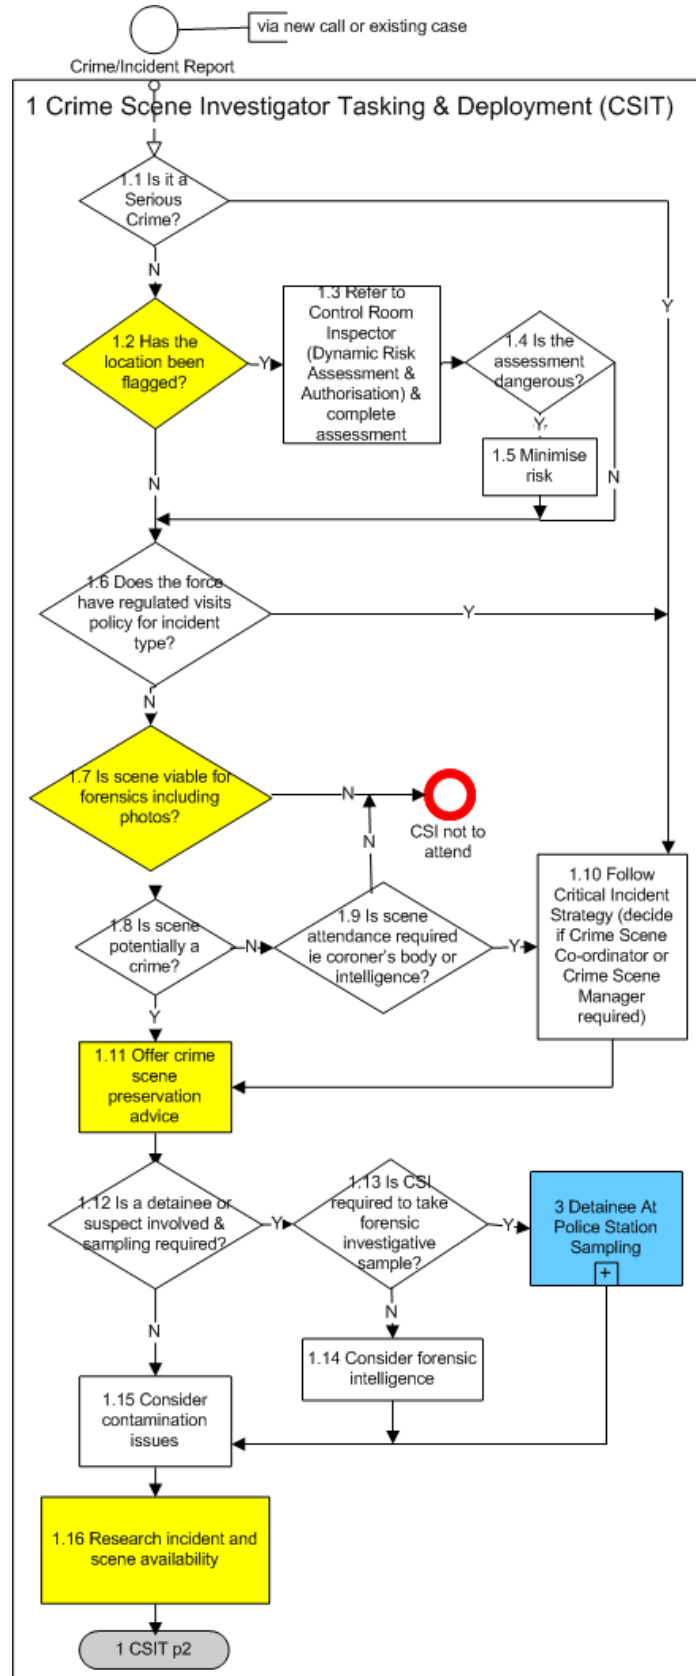 via new call or existing case
Crime/Incident Report
1 Crime Scene Investigator Tasking & Deployment (CSIT)
1.1 Is it a
Serious
Crime?
N
Y
1.2 Has the
location been
flagged?
Y
1.3 Refer to
Control Room
Inspector
(Dynamic Risk
Assessment &
Authorisation) &
complete
assessment
1.4 Is the
assessment
dangerous?
Y
1.5 Minimise
risk
N
N
1.6 Does the force
have regulated visits
policy for incident
type?
Y
N
1.7 Is scene viable for
forensics including
photos?
N
CSI not to
attend
N
1.8 Is scene
potentially a
crime?
N
1.9 Is scene
attendance required
ie coroner's body or
intelligence?
Y
1.10 Follow
Critical Incident
Strategy (decide
if Crime Scene
Co-ordinator or
Crime Scene
Manager
required)
Y
1.11 Offer crime
scene
preservation
advice
1.12 Is a detainee or
suspect involved &
sampling required?
Y
1.13 Is CSI
required to take
forensic
investigative
sample?
Y
3 Detainee At
Police Station
Sampling
+
N
N
1.14 Consider forensic
intelligence
1.15 Consider
contamination
issues
1.16 Research incident and
scene availability
1 CSIT p2